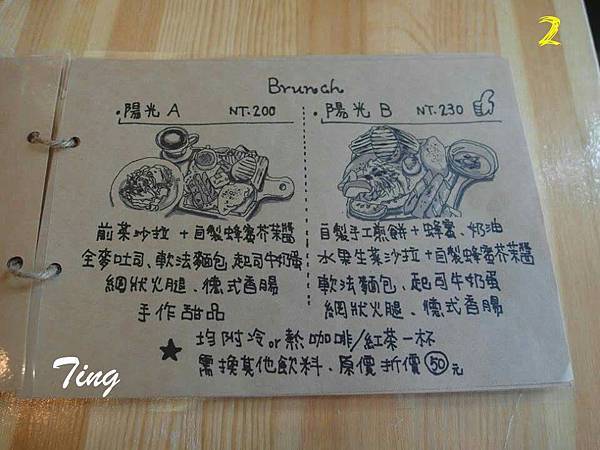 2
Brunch
·陽光A NT.200
·陽光B NT.230
前菜沙拉+自製蜂蜜芥茉醬
全麥吐司、軟法麵包、起司牛奶蛋
網狀火腿、德式香腸
手作甜品
自製手工煎餅+蜂蜜、奶油
水果生菜沙拉+自製蜂蜜芥茉醬
軟法麵包、起司牛奶蛋
網狀火腿、德式香腸
★ 均附冷or熱咖啡/紅茶一杯
需換其他飲料、原價折價50元
Ting